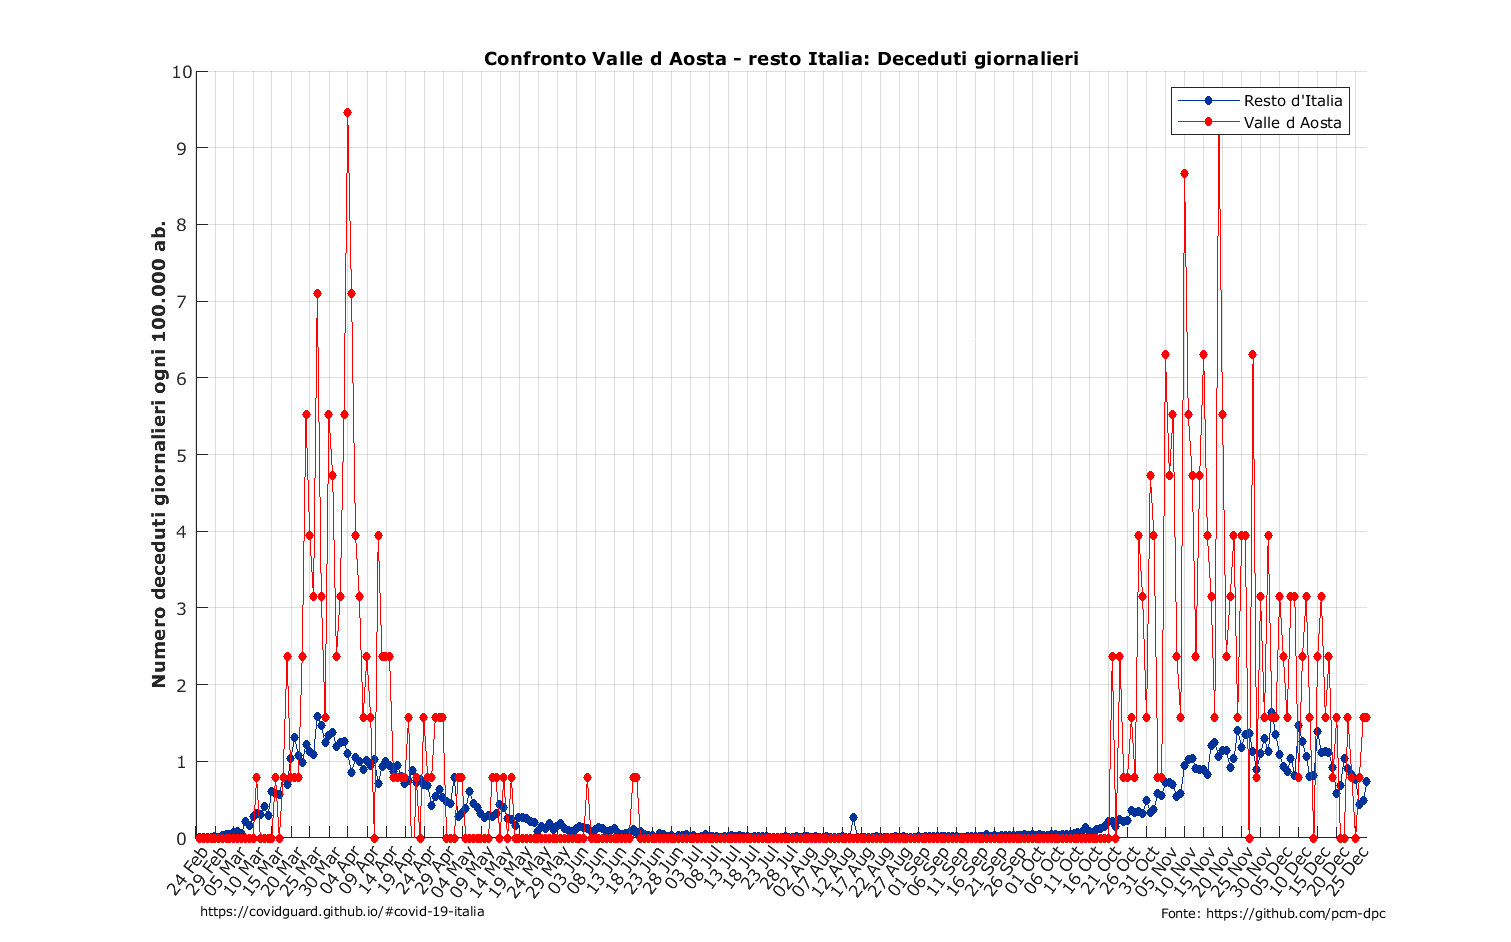 Confronto Valle d Aosta - resto Italia: Deceduti giornalieri
Resto d'Italia
Valle d Aosta
Numero deceduti giornalieri ogni 100.000 ab.
10
9
8
7
6
5
4
3
2
1
0
24 Feb
29 Feb
05 Mar
10 Mar
15 Mar
20 Mar
25 Mar
30 Mar
04 Apr
09 Apr
14 Apr
19 Apr
24 Apr
29 Apr
04 May
09 May
14 May
19 May
24 May
29 May
03 Jun
08 Jun
13 Jun
18 Jun
23 Jun
28 Jun
03 Jul
08 Jul
13 Jul
18 Jul
23 Jul
28 Jul
02 Aug
07 Aug
12 Aug
17 Aug
22 Aug
27 Aug
01 Sep
06 Sep
11 Sep
16 Sep
21 Sep
26 Sep
01 Oct
06 Oct
11 Oct
16 Oct
21 Oct
26 Oct
31 Oct
05 Nov
10 Nov
15 Nov
20 Nov
25 Nov
30 Nov
05 Dec
10 Dec
15 Dec
20 Dec
25 Dec
https://covidguard.github.io/#covid-19-italia
Fonte: https://github.com/pcm-dpc